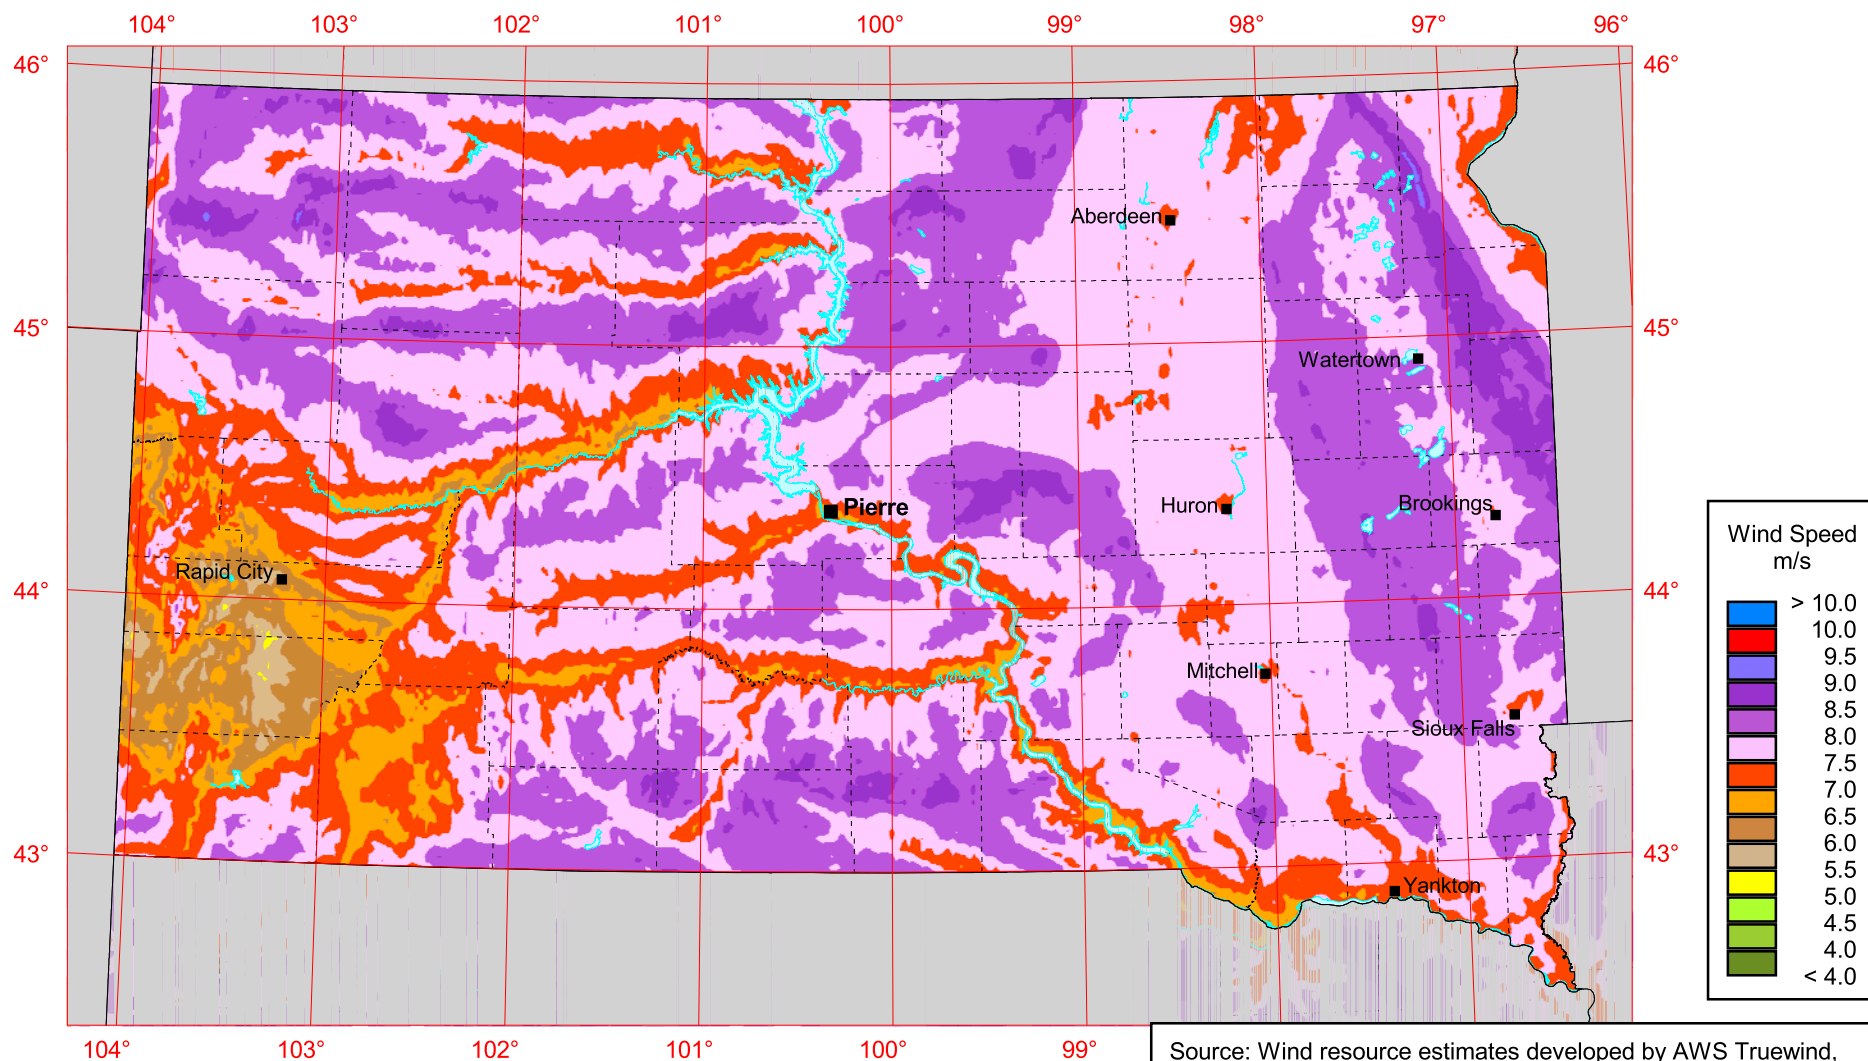 104° 103° 102° 101° 100° 99° 98° 97° 96°
46° 46°
Aberdeen
45° 45°
Watertown
Pierre
Huron
Brookings
Rapid City
44° 44°
Mitchell
Sioux Falls
43° 43°
Yankton
104° 103° 102° 101° 100° 99°
Wind Speed
m/s
> 10.0
10.0
9.5
9.0
8.5
8.0
7.5
7.0
6.5
6.0
5.5
5.0
4.5
4.0
< 4.0
Source: Wind resource estimates developed by AWS Truewind,